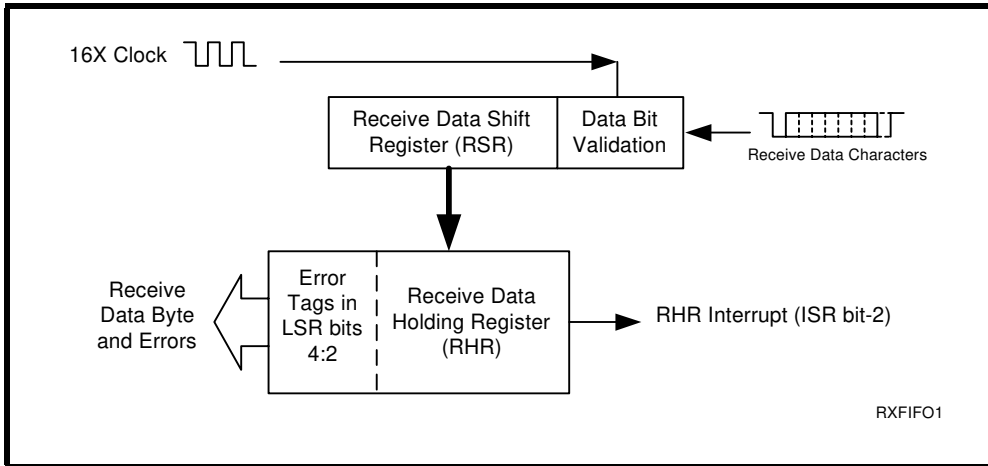 16X Clock
Receive Data Shift
Register (RSR)
Data Bit
Validation
Receive Data Characters
Receive
Data Byte
and Errors
Error
Tags in
LSR bits
4:2
Receive Data
Holding Register
(RHR)
RHR Interrupt (ISR bit-2)
RXFIFO1